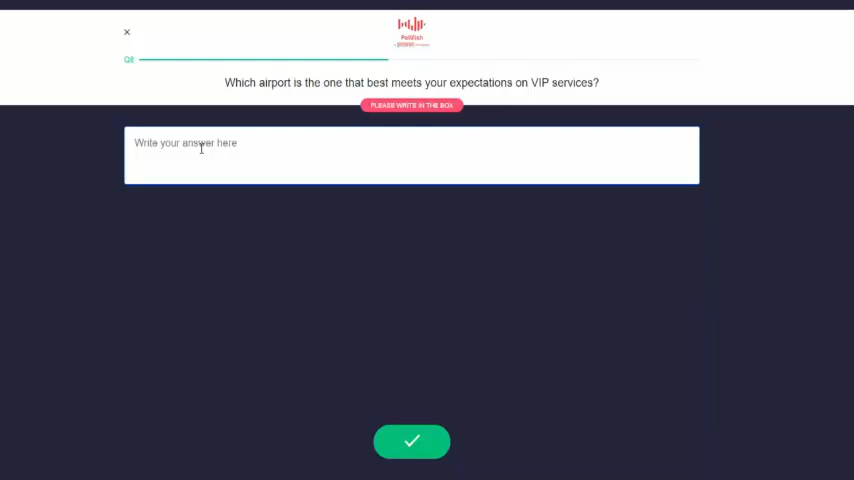 Pollfish
Q8
Which airport is the one that best meets your expectations on VIP services?
PLEASE WRITE IN THE BOX
Write your answer here